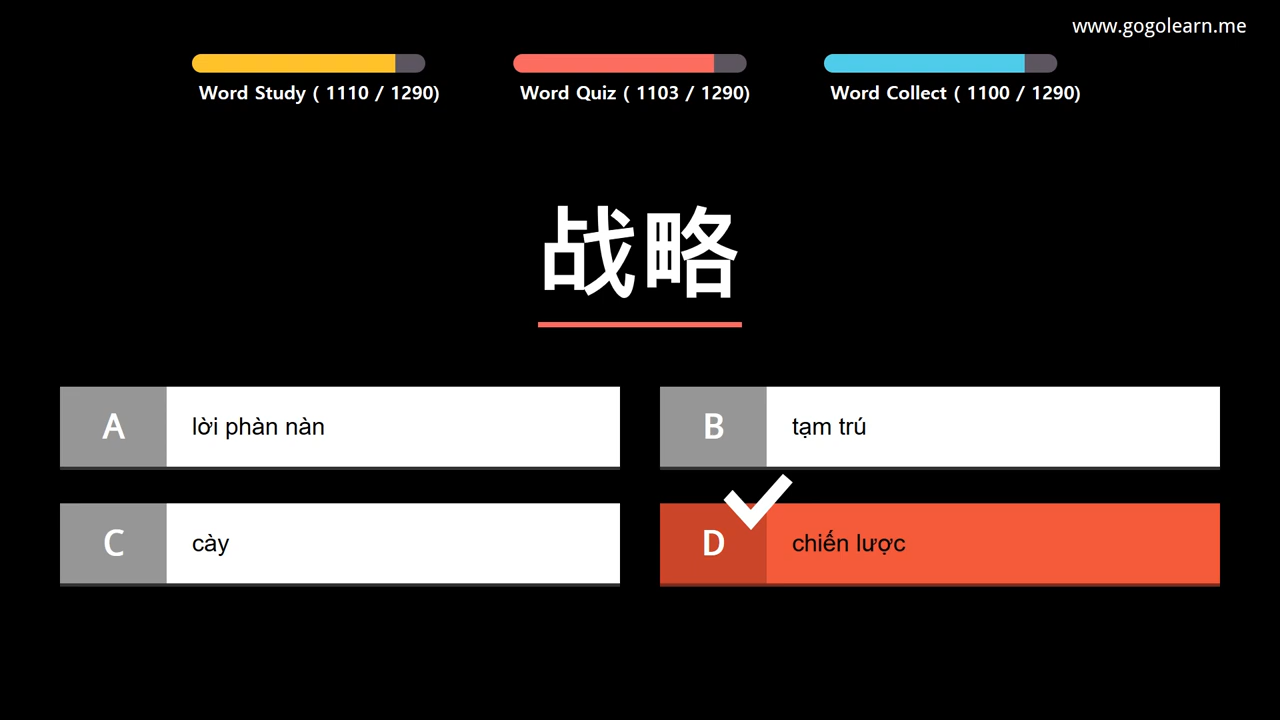 www.gogolearn.me
Word Study ( 1110 / 1290)
Word Quiz ( 1103 / 1290)
Word Collect ( 1100 / 1290)
战略
A
lời phàn nàn
B
tạm trú
C
cày
D
chiến lược